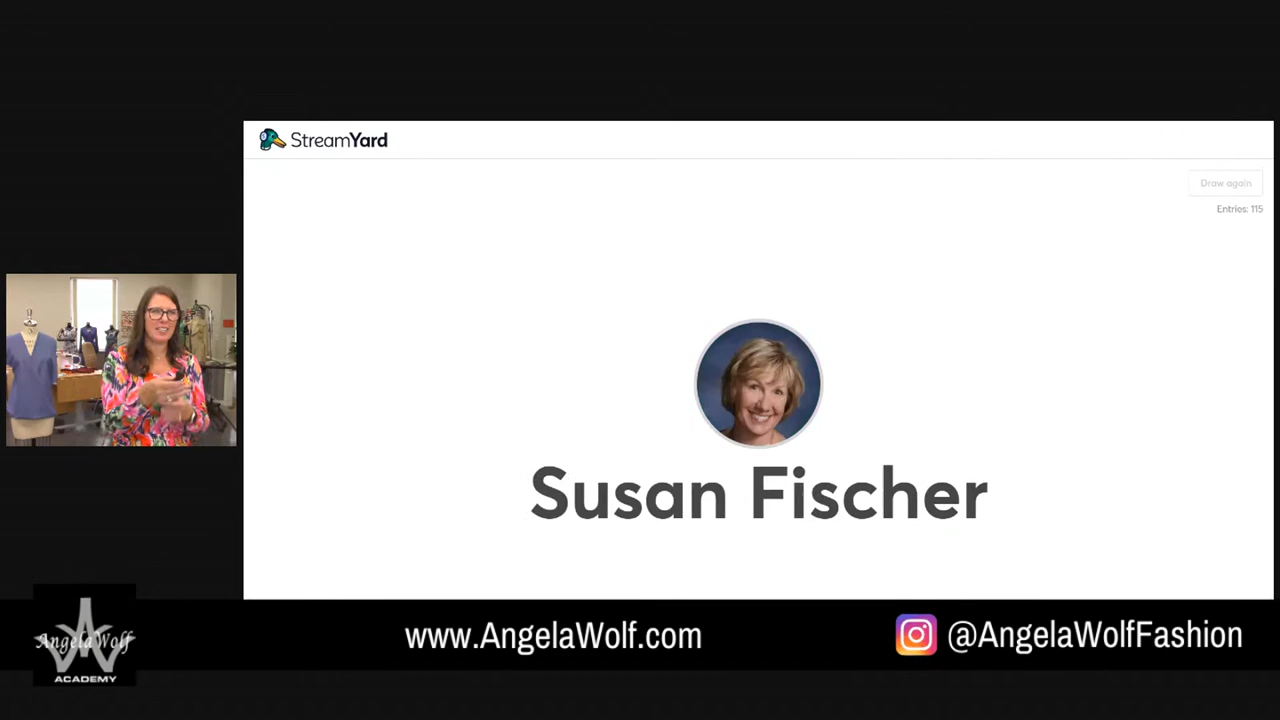 StreamYard
Draw again
Entries: 115
Susan Fischer
Angela Wolf
ACADEMY
www.AngelaWolf.com
@AngelaWolfFashion